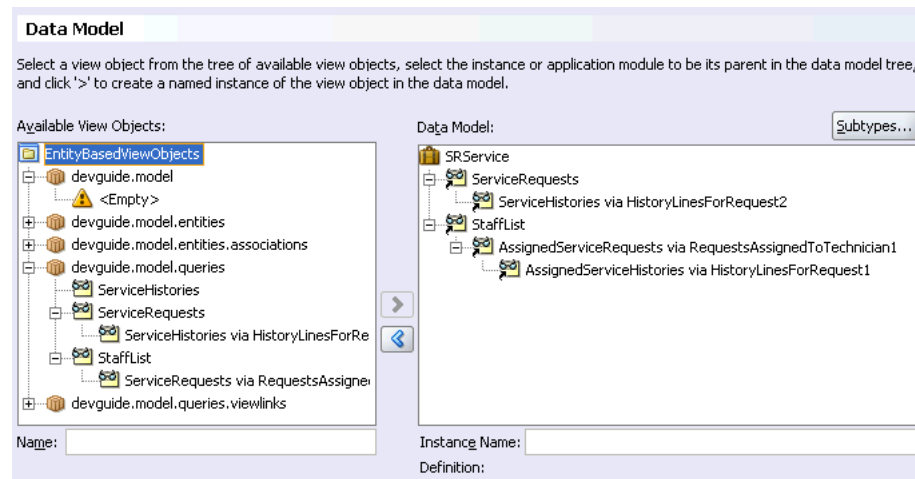 Data Model
Select a view object from the tree of available view objects, select the instance or application module to be its parent in the data model tree,
and click '>' to create a named instance of the view object in the data model.
Available View Objects:
EntityBasedViewObjects
devguide.model
<Empty>
devguide.model.entities
devguide.model.entities.associations
devguide.model.queries
ServiceHistories
ServiceRequests
ServiceHistories via HistoryLinesForRe
StaffList
ServiceRequests via RequestsAssigne
devguide.model.queries.viewlinks
Name:
Data Model:
Subtypes...
SRService
ServiceRequests
ServiceHistories via HistoryLinesForRequest2
StaffList
AssignedServiceRequests via RequestsAssignedToTechnician1
AssignedServiceHistories via HistoryLinesForRequest1
Instance Name:
Definition: